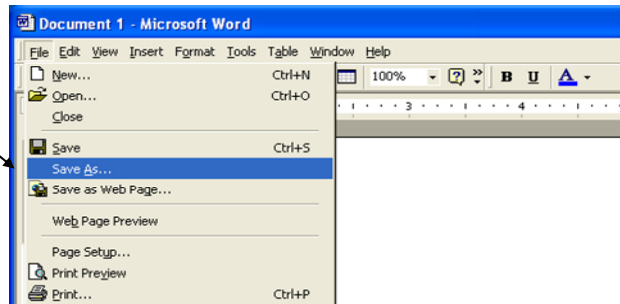 Document 1 - Microsoft Word
File Edit View Insert Format Tools Table Window Help
New... Ctrl+N
100% B U A
Open... Ctrl+O
3 4
Close
Save Ctrl+S
Save As...
Save as Web Page...
Web Page Preview
Page Setup...
Print Preview
Print... Ctrl+P